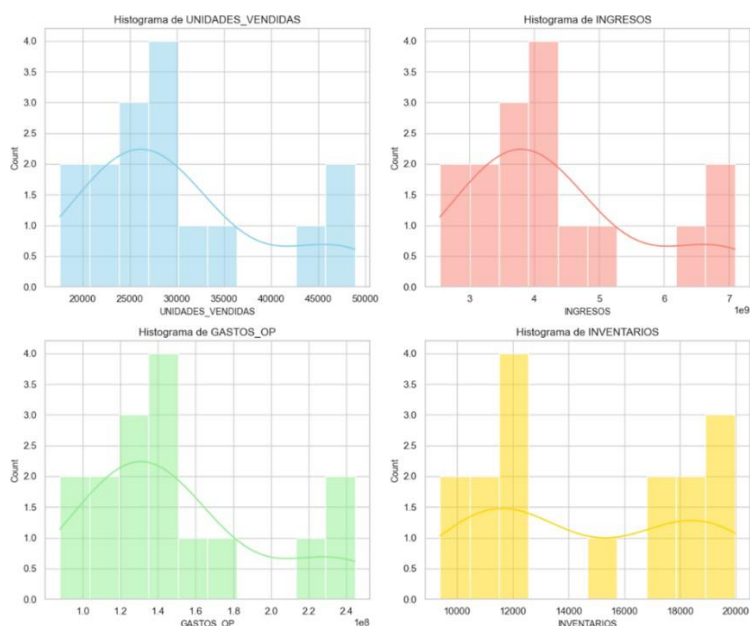 Histograma de UNIDADES_VENDIDAS
4.0
3.5
3.0
2.5
2.0
1.5
1.0
0.5
0.0
Count
20000 25000 30000 35000 40000 45000 50000
UNIDADES_VENDIDAS
Histograma de INGRESOS
4.0
3.5
3.0
2.5
2.0
1.5
1.0
0.5
0.0
Count
3 4 5 6 7
1e9
INGRESOS
Histograma de GASTOS_OP
4.0
3.5
3.0
2.5
2.0
1.5
1.0
0.5
0.0
Count
1.0 1.2 1.4 1.6 1.8 2.0 2.2 2.4
1e8
GASTOS_OP
Histograma de INVENTARIOS
4.0
3.5
3.0
2.5
2.0
1.5
1.0
0.5
0.0
Count
10000 12000 14000 16000 18000 20000
INVENTARIOS